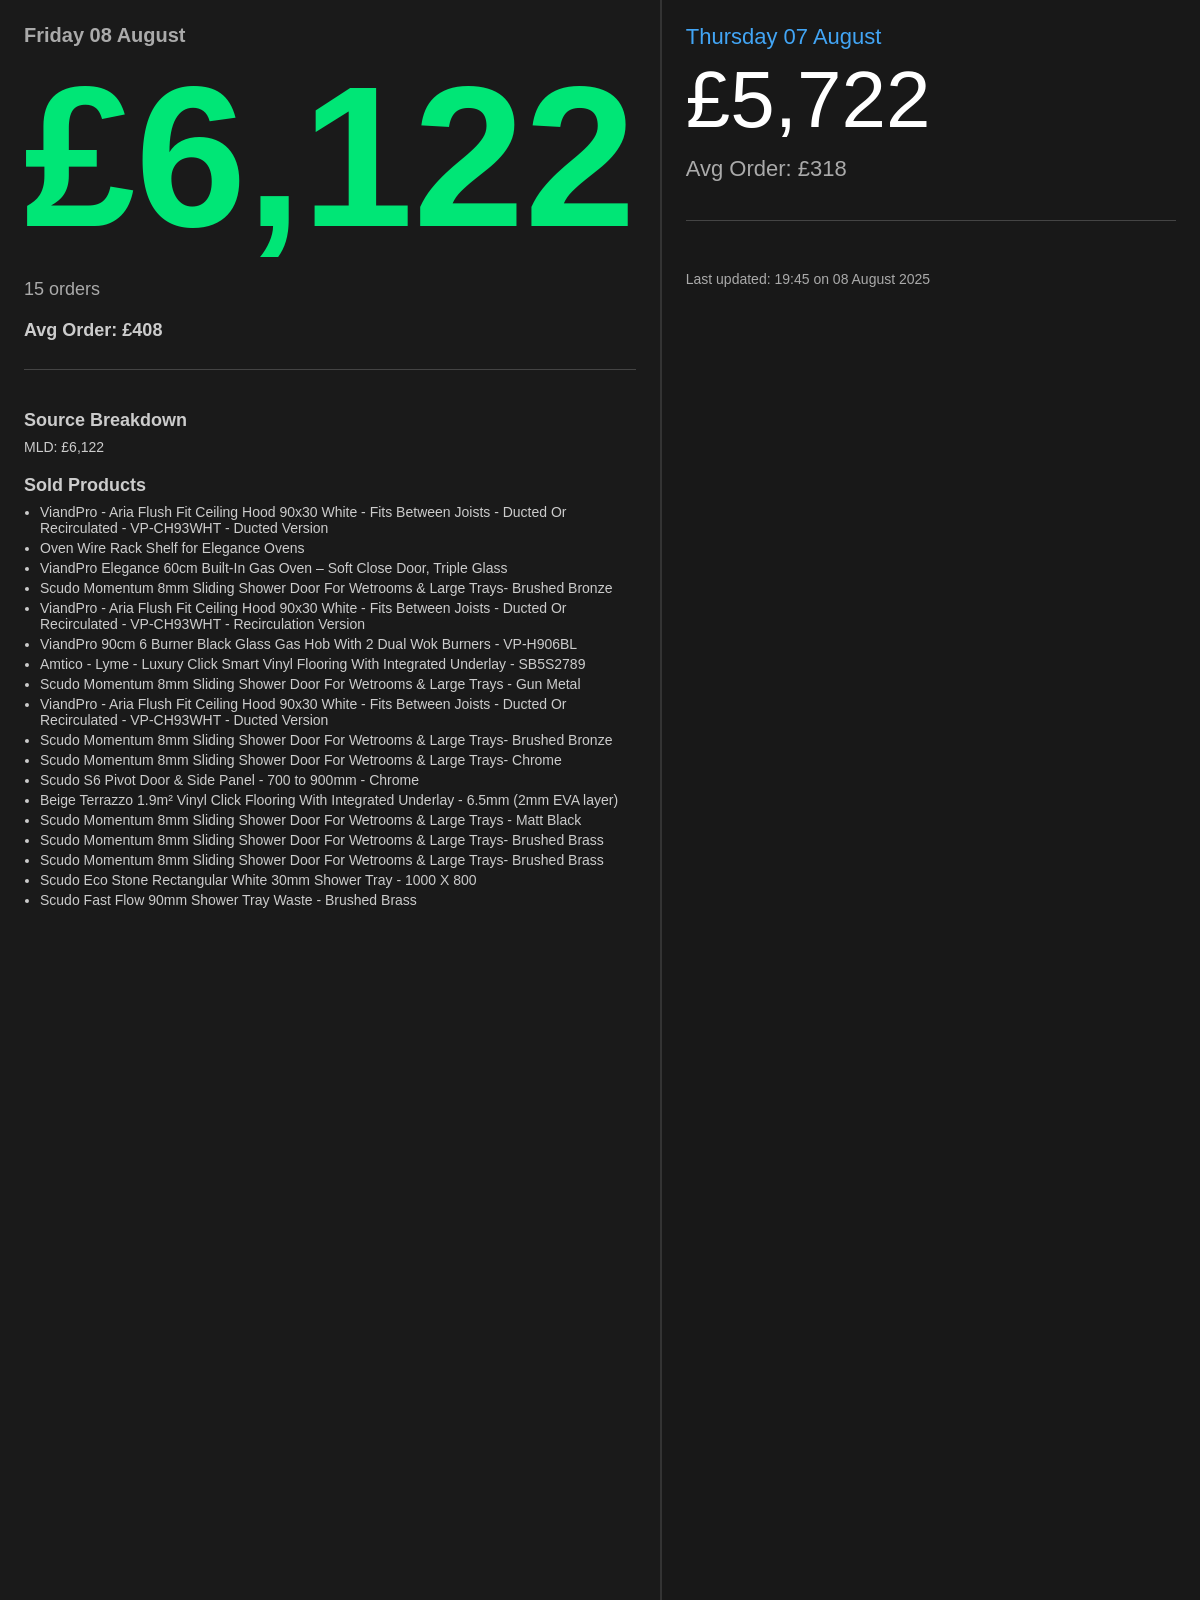 Friday 08 August
£6,122
15 orders
Avg Order: £408
Source Breakdown
MLD: £6,122
Sold Products
• ViandPro - Aria Flush Fit Ceiling Hood 90x30 White - Fits Between Joists - Ducted Or
Recirculated - VP-CH93WHT - Ducted Version
• Oven Wire Rack Shelf for Elegance Ovens
• ViandPro Elegance 60cm Built-In Gas Oven – Soft Close Door, Triple Glass
• Scudo Momentum 8mm Sliding Shower Door For Wetrooms & Large Trays- Brushed Bronze
• ViandPro - Aria Flush Fit Ceiling Hood 90x30 White - Fits Between Joists - Ducted Or
Recirculated - VP-CH93WHT - Recirculation Version
• ViandPro 90cm 6 Burner Black Glass Gas Hob With 2 Dual Wok Burners - VP-H906BL
• Amtico - Lyme - Luxury Click Smart Vinyl Flooring With Integrated Underlay - SB5S2789
• Scudo Momentum 8mm Sliding Shower Door For Wetrooms & Large Trays - Gun Metal
• ViandPro - Aria Flush Fit Ceiling Hood 90x30 White - Fits Between Joists - Ducted Or
Recirculated - VP-CH93WHT - Ducted Version
• Scudo Momentum 8mm Sliding Shower Door For Wetrooms & Large Trays- Brushed Bronze
• Scudo Momentum 8mm Sliding Shower Door For Wetrooms & Large Trays- Chrome
• Scudo S6 Pivot Door & Side Panel - 700 to 900mm - Chrome
• Beige Terrazzo 1.9m² Vinyl Click Flooring With Integrated Underlay - 6.5mm (2mm EVA layer)
• Scudo Momentum 8mm Sliding Shower Door For Wetrooms & Large Trays - Matt Black
• Scudo Momentum 8mm Sliding Shower Door For Wetrooms & Large Trays- Brushed Brass
• Scudo Momentum 8mm Sliding Shower Door For Wetrooms & Large Trays- Brushed Brass
• Scudo Eco Stone Rectangular White 30mm Shower Tray - 1000 X 800
• Scudo Fast Flow 90mm Shower Tray Waste - Brushed Brass
Thursday 07 August
£5,722
Avg Order: £318
Last updated: 19:45 on 08 August 2025